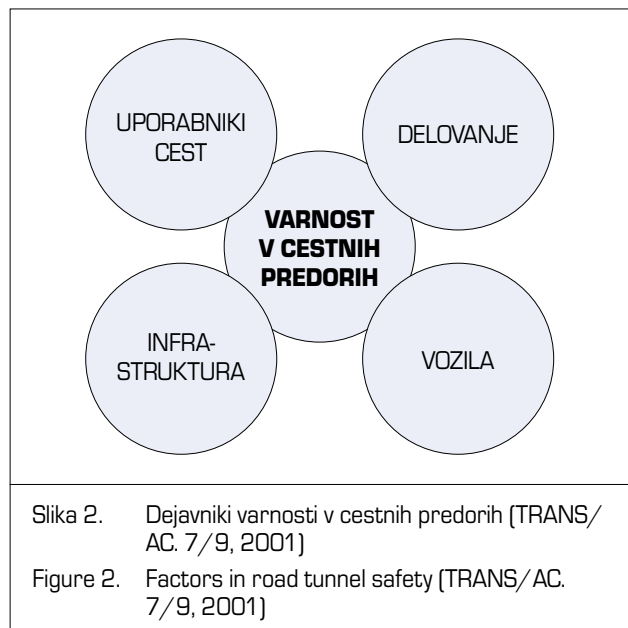 UPORABNIKI
CEST
DELOVANJE
VARNOST
V CESTNIH
PREDORIH
INFRA-
STRUKTURA
VOZILA
Slika 2. Dejavniki varnosti v cestnih predorih (TRANS/
AC. 7/9, 2001)
Figure 2. Factors in road tunnel safety (TRANS/AC.
7/9, 2001)